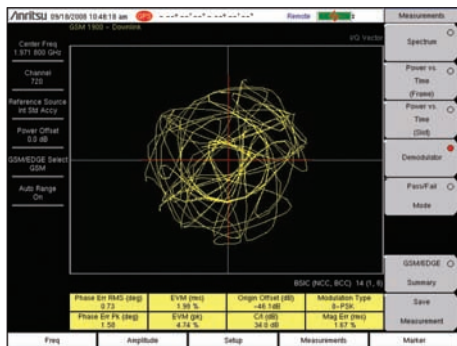 Anritsu 09/18/2008 10:48:18 am
Remote
Measurements
GSM 1900 - Downlink
I/Q Vector
Center Freq
1.971 800 GHz
Channel
720
Reference Source
Int Std Accy
Power Offset
0.0 dB
GSM/EDGE Select
GSM
Auto Range
On
Spectrum
Power vs.
Time
(Frame)
Power vs.
Time
(Slot)
Demodulator
Pass/Fail
Mode
GSM/EDGE
Summary
Save
Measurement
BSIC (NCC, BCC) 14 (1, 6)
Phase Err RMS (deg) EVM (rms) Origin Offset (dB) Modulation Type
0.73 1.98 % -46.1dB 8-PSK
Phase Err Pk (deg) EVM (pk) C/I (dB) Mag Err (rms)
1.58 4.74 % 34.0 dB 1.67 %
Freq Amplitude Setup Measurements Marker